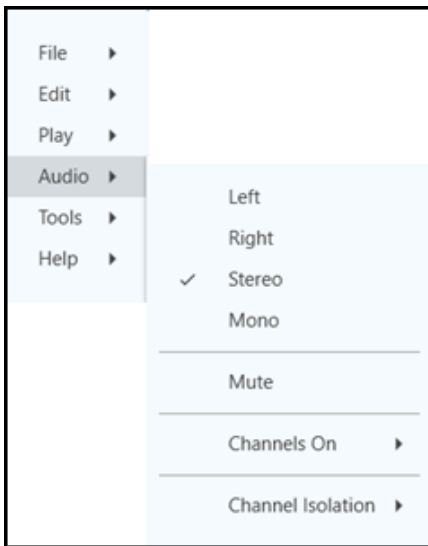 File
Edit
Play
Audio
Tools
Help
Left
Right
Stereo
Mono
Mute
Channels On
Channel Isolation